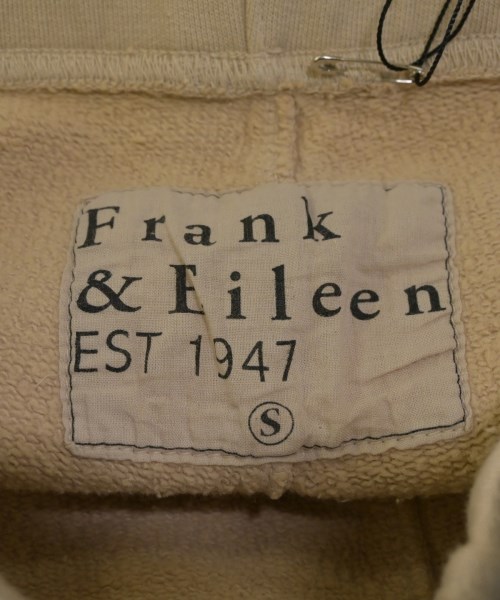 Frank
& Eileen
EST 1947
S